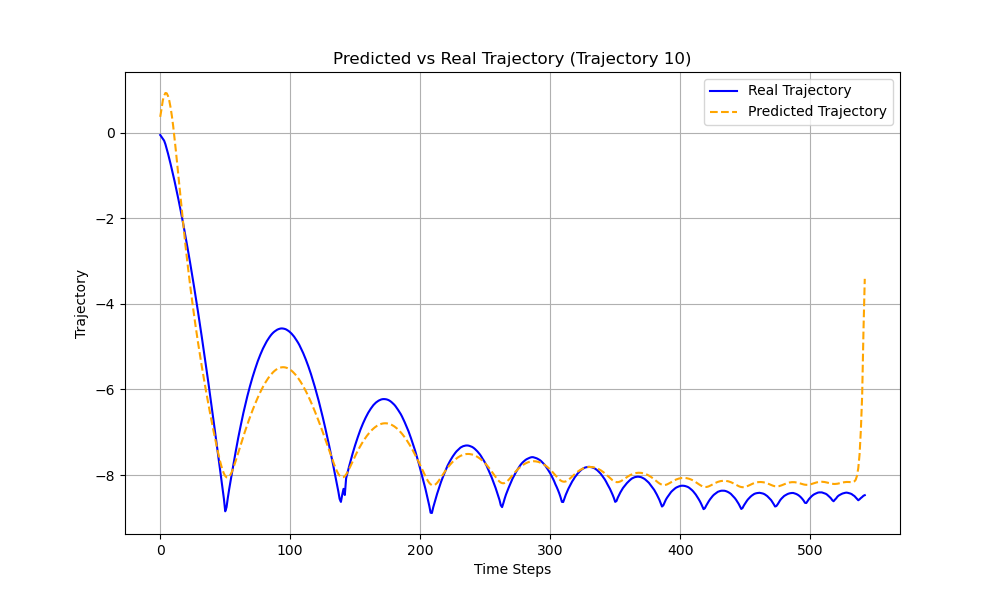 Predicted vs Real Trajectory (Trajectory 10)
Real Trajectory
Predicted Trajectory
Trajectory
0
−2
−4
−6
−8
0 100 200 300 400 500
Time Steps